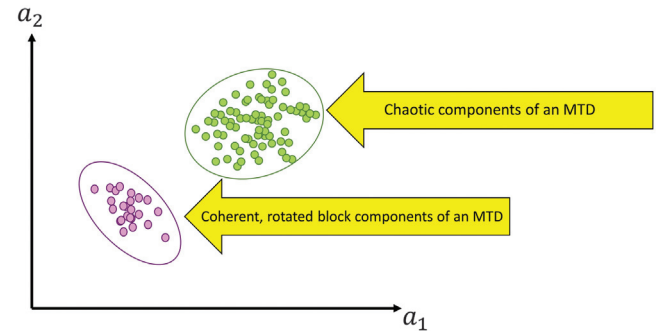 a₂
Chaotic components of an MTD
Coherent, rotated block components of an MTD
a₁